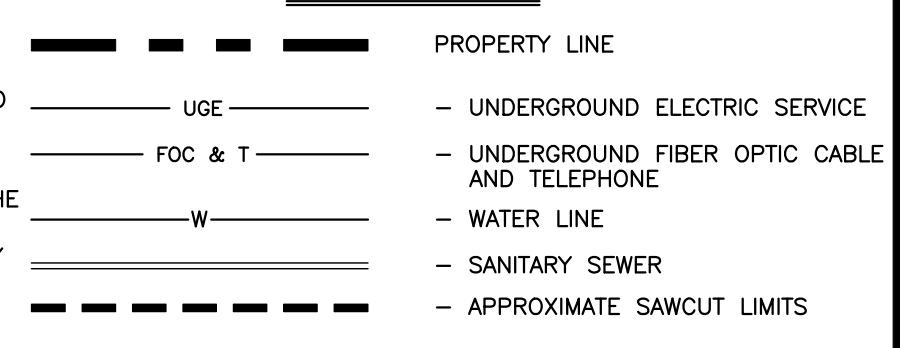 PROPERTY LINE
UGE – UNDERGROUND ELECTRIC SERVICE
FOC & T – UNDERGROUND FIBER OPTIC CABLE
AND TELEPHONE
W – WATER LINE
– SANITARY SEWER
– APPROXIMATE SAWCUT LIMITS